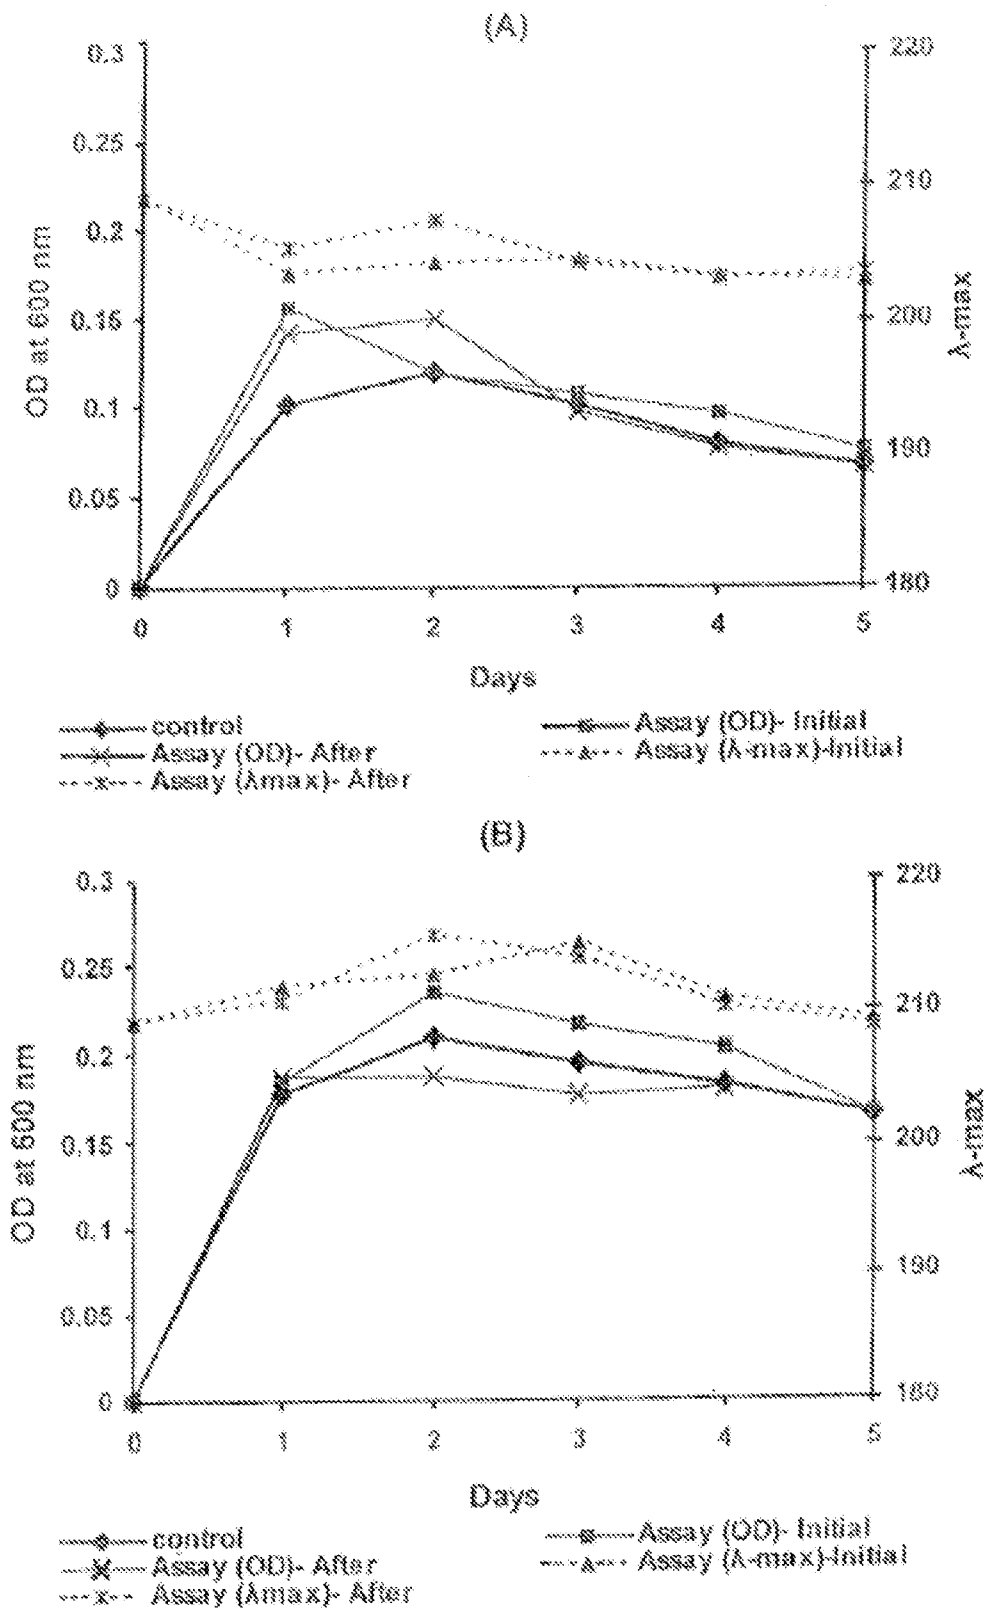 (A)
0.3
0.25
0.2
0.15
0.1
0.05
0
OD at 600 nm
220
210
200
190
180
λ-max
0 1 2 3 4 5
Days
control
Assay (OD)- Initial
Assay (OD)- After
Assay (λ-max)-Initial
Assay (λmax)- After
(B)
0.3
0.25
0.2
0.15
0.1
0.05
0
OD at 600 nm
220
210
200
190
180
λ-max
0 1 2 3 4 5
Days
control
Assay (OD)- Initial
Assay (OD)- After
Assay (λ-max)-Initial
Assay (λmax)- After